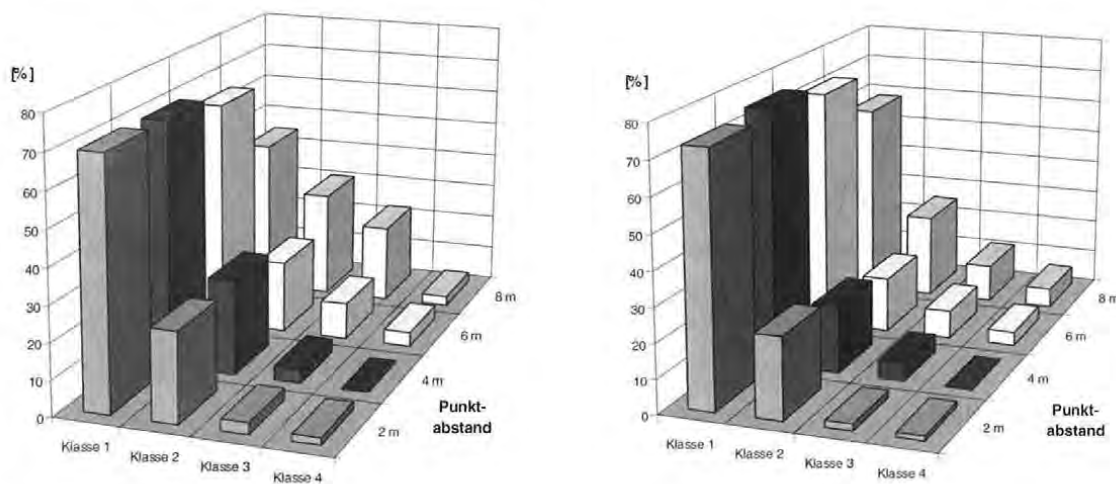 [%]
80
70
60
50
40
30
20
10
0
Klasse 1
Klasse 2
Klasse 3
Klasse 4
2 m
4 m
6 m
8 m
Punkt-
abstand
[%]
80
70
60
50
40
30
20
10
0
Klasse 1
Klasse 2
Klasse 3
Klasse 4
2 m
4 m
6 m
8 m
Punkt-
abstand